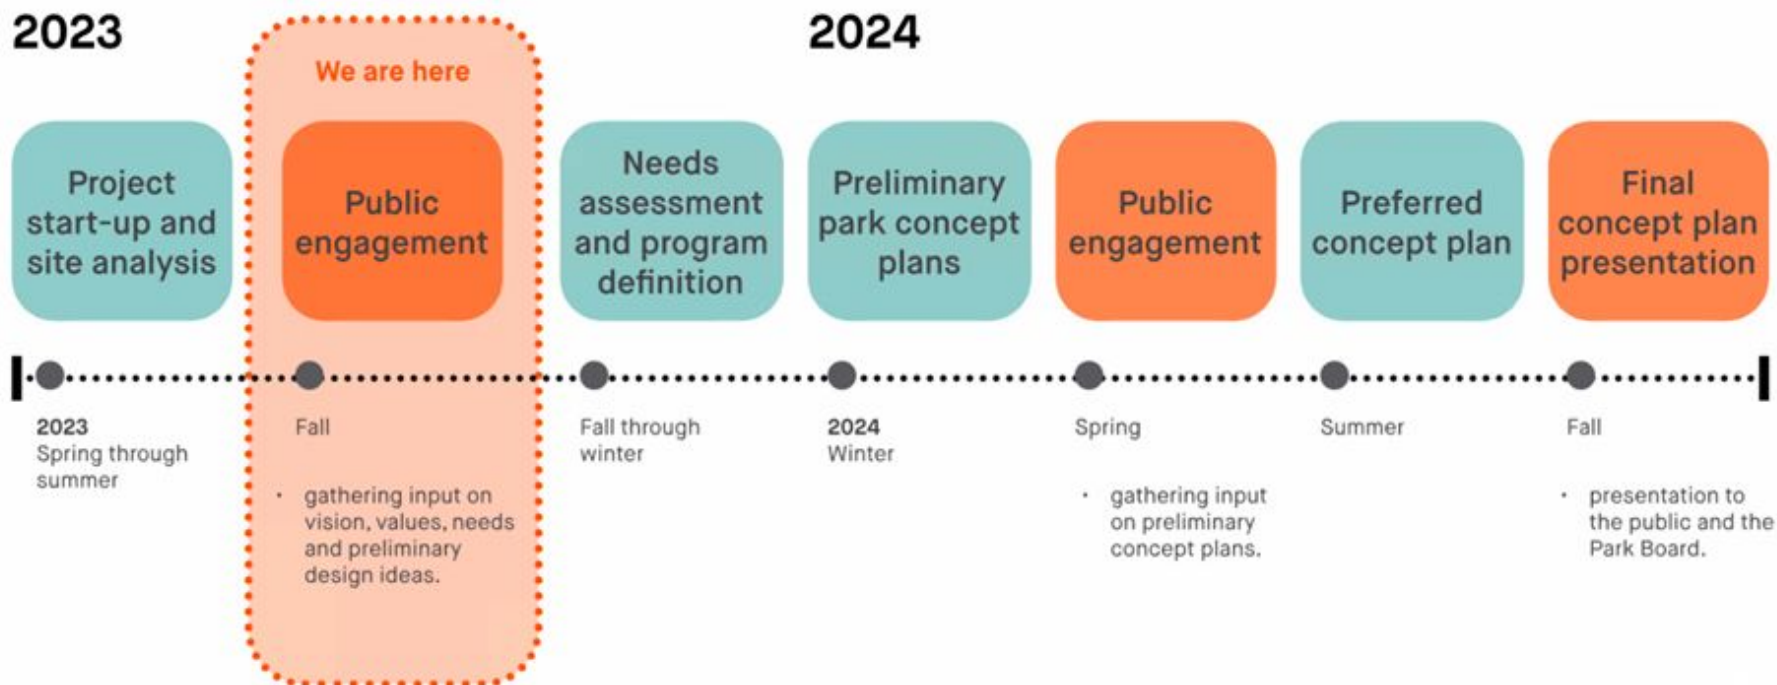 2023
2024
We are here
Project
start-up and
site analysis
Public
engagement
Needs
assessment
and program
definition
Preliminary
park concept
plans
Public
engagement
Preferred
concept plan
Final
concept plan
presentation
2023
Spring through
summer
Fall
• gathering input on
vision, values, needs
and preliminary
design ideas.
Fall through
winter
2024
Winter
Spring
• gathering input
on preliminary
concept plans.
Summer
Fall
• presentation to
the public and the
Park Board.